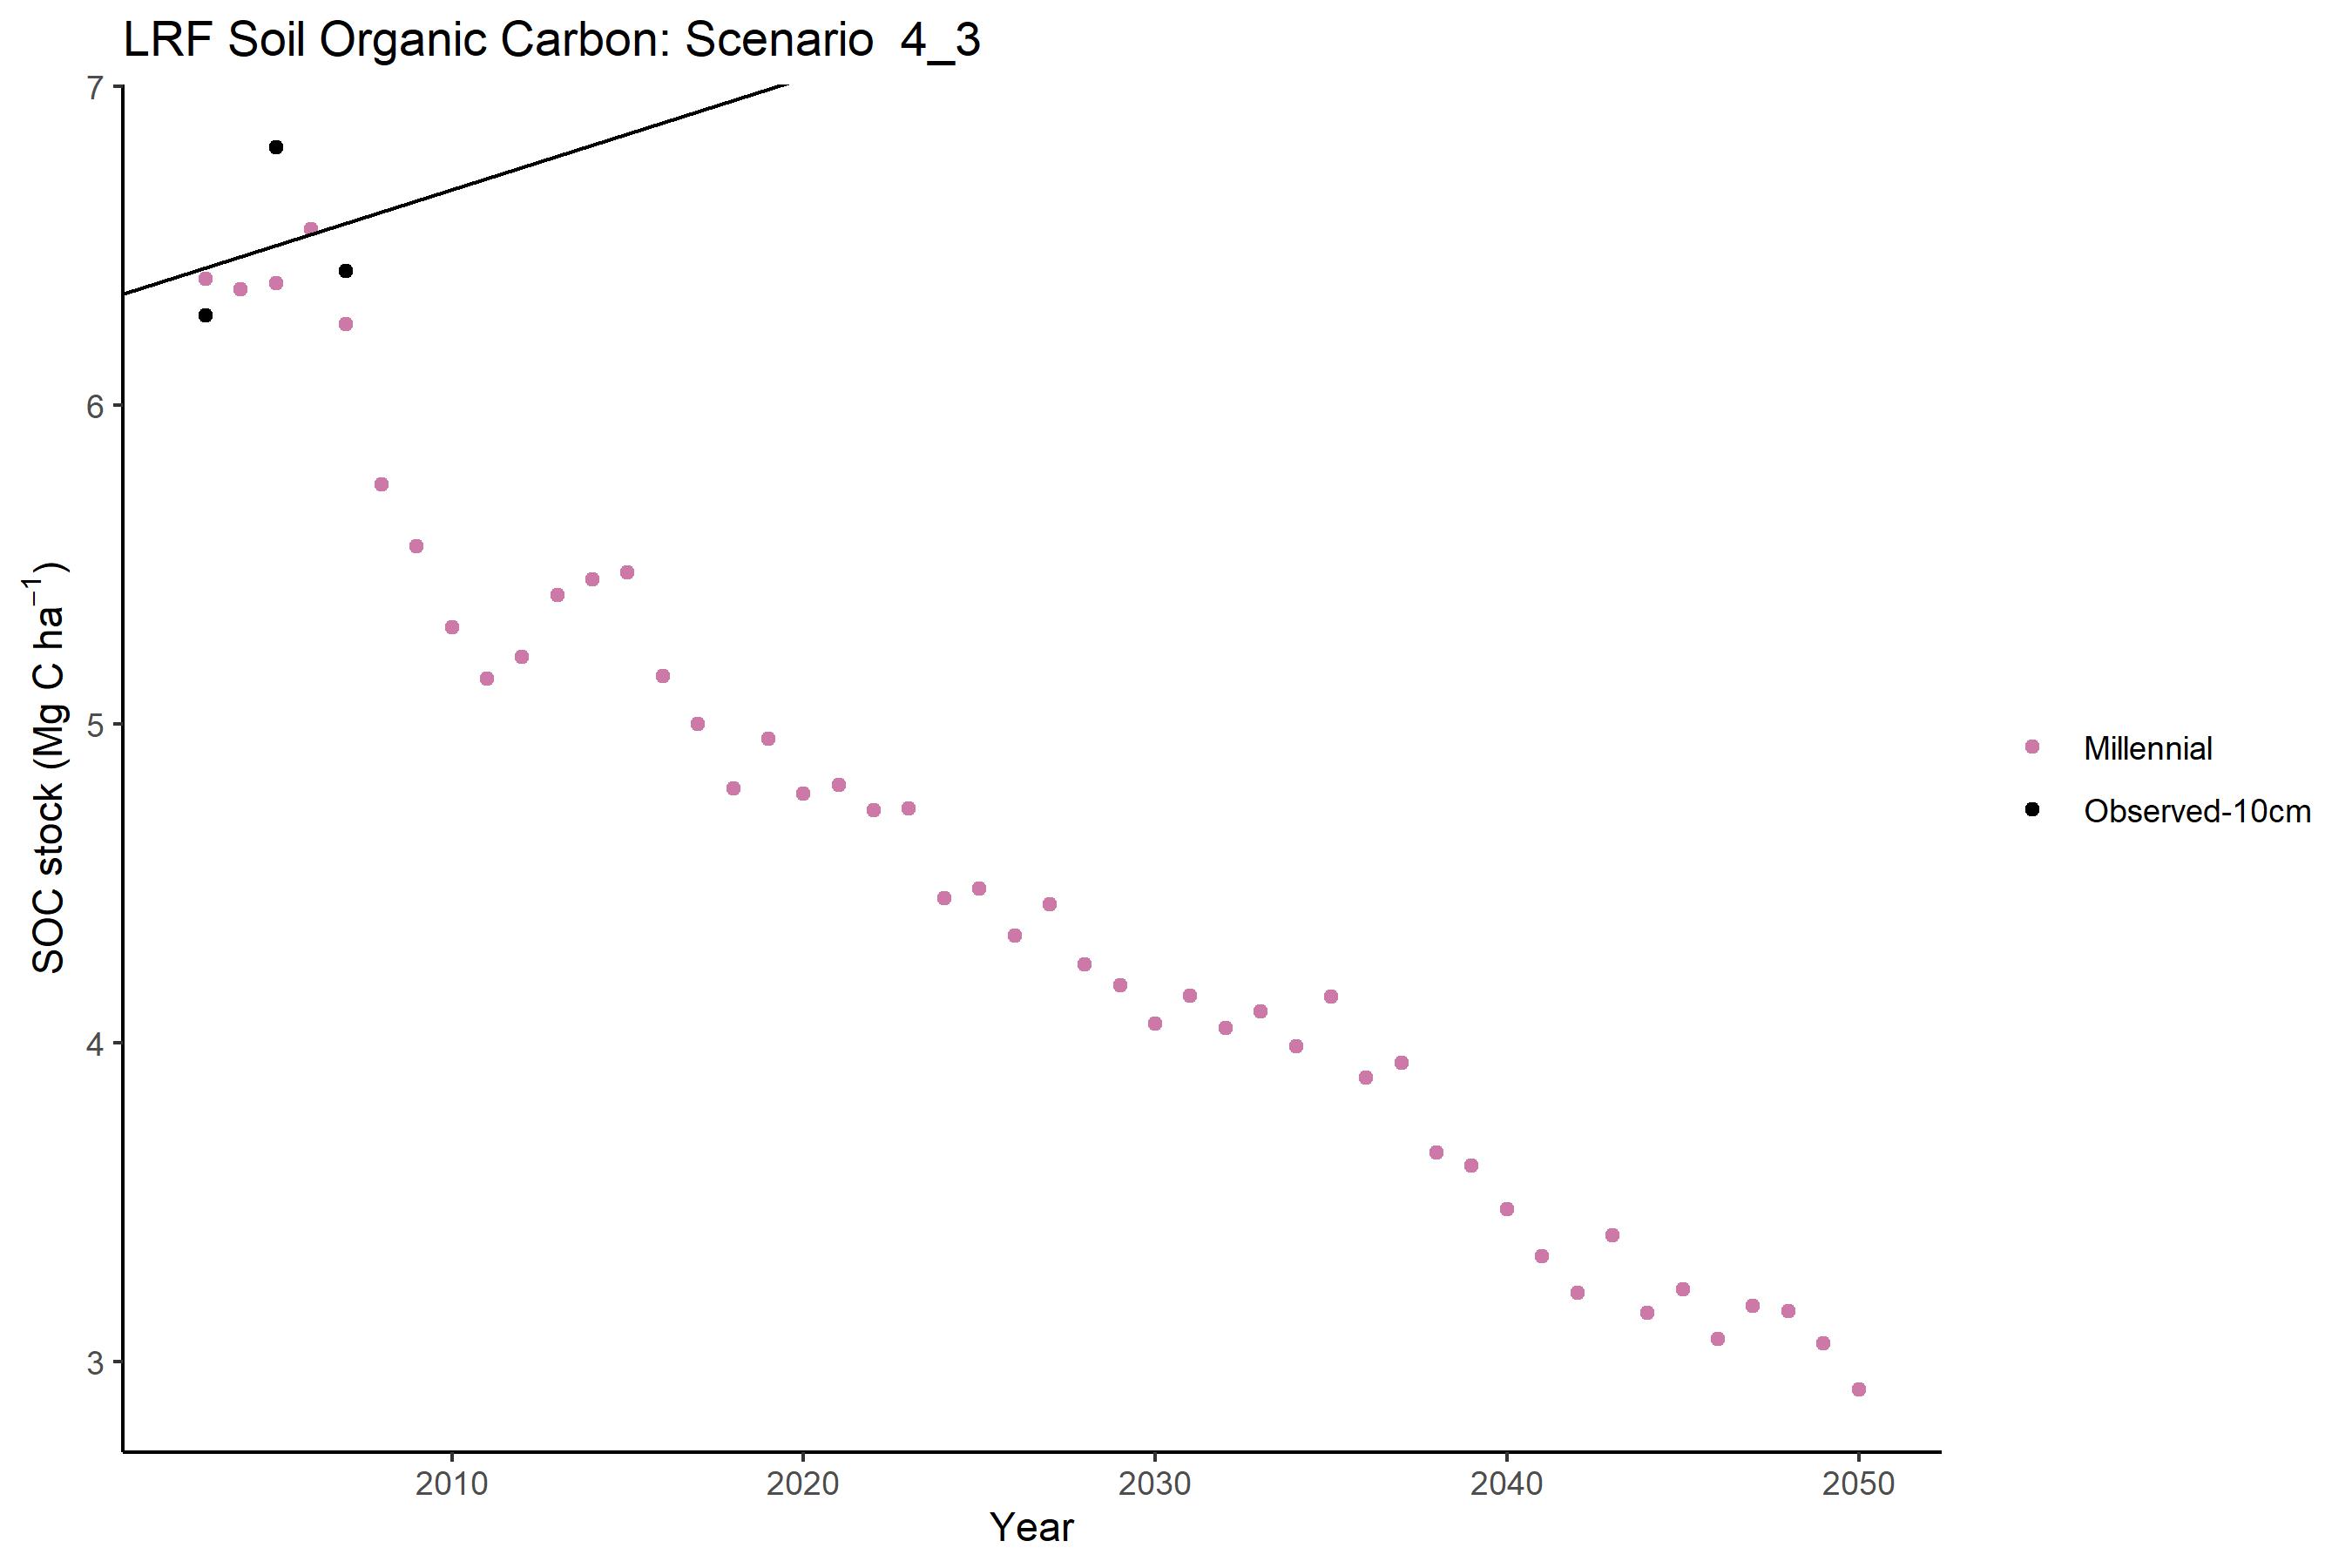 LRF Soil Organic Carbon: Scenario  4_3
7
6
5
4
3
SOC stock (Mg C ha⁻¹)
2010 2020 2030 2040 2050
Year
Millennial
Observed-10cm